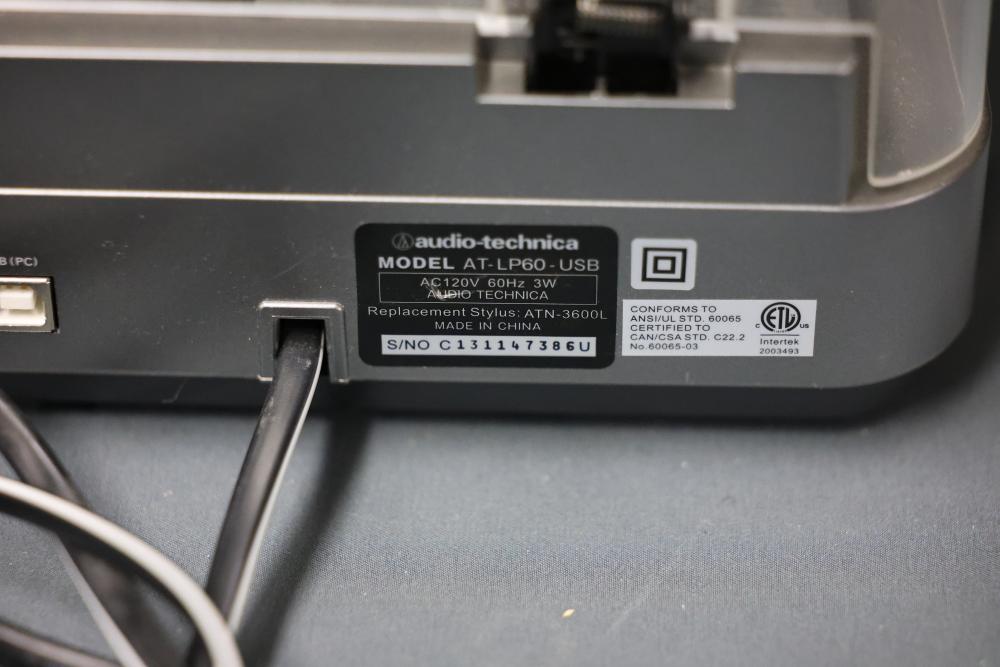 B (PC)
audio-technica
MODEL AT-LP60-USB
AC120V 60Hz 3W
AUDIO TECHNICA
Replacement Stylus: ATN-3600L
MADE IN CHINA
S/NO C131147386U
CONFORMS TO
ANSI/UL STD. 60065
CERTIFIED TO
CAN/CSA STD. C22.2
No.60065-03
C ETL US
Intertek
2003493